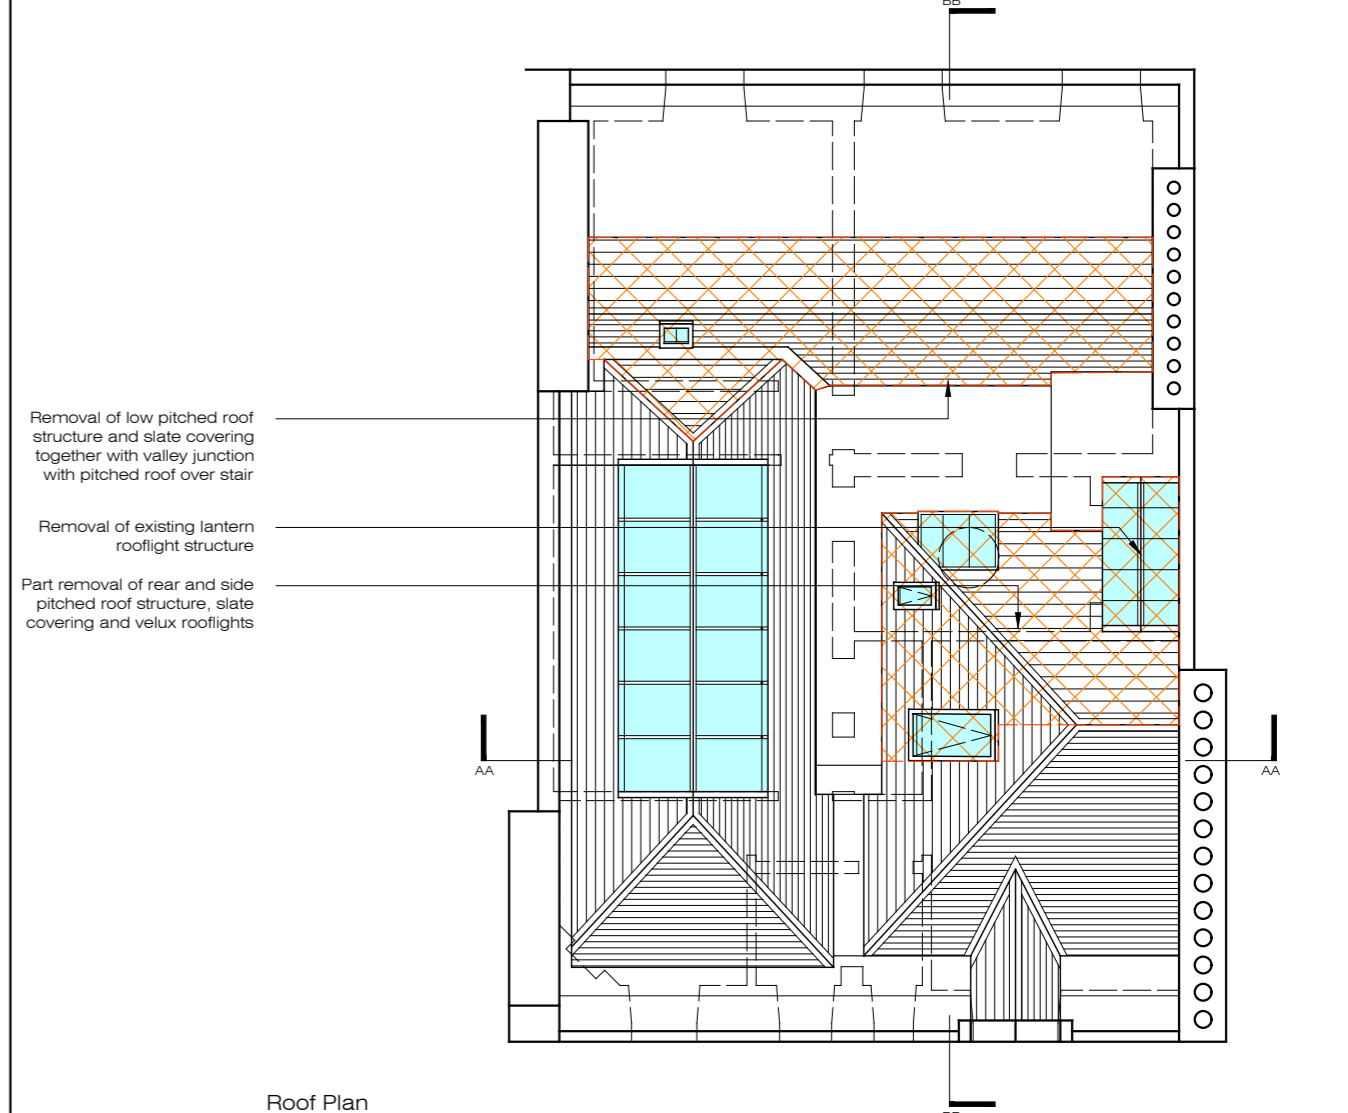 BB
Removal of low pitched roof
structure and slate covering
together with valley junction
with pitched roof over stair
Removal of existing lantern
rooflight structure
Part removal of rear and side
pitched roof structure, slate
covering and velux rooflights
AA
AA
Roof Plan